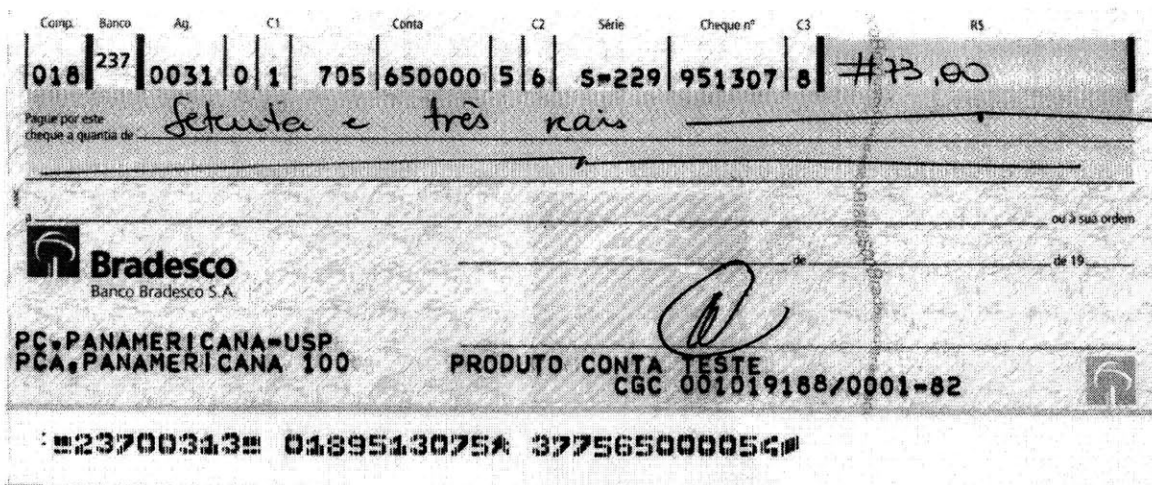 Comp. Banco Ag. C1 Conta C2 Série Cheque nº C3 R$
018 237 0031 0 1 705 650000 5 6 S=229 951307 8 #73,00
Pague por este
cheque a quantia de Setenta e três reais
a ou à sua ordem
de de 19
Bradesco
Banco Bradesco S.A.
PC.PANAMERICANA=USP
PCA.PANAMERICANA 100
PRODUTO CONTA TESTE
CGC 001019188/0001=82
23700313 0189513075 377565000054